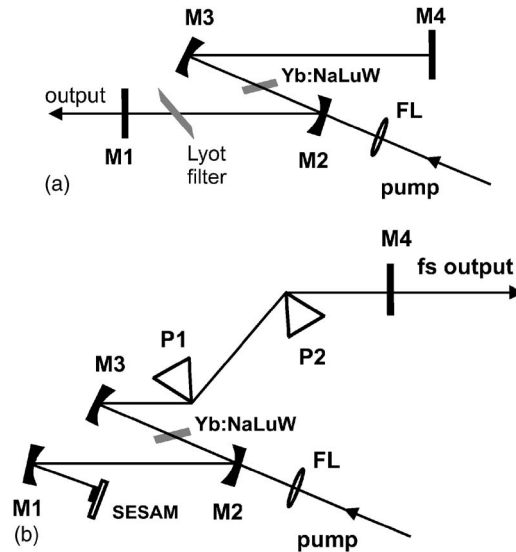 M3
M4
Yb:NaLuW
output
FL
M1
Lyot
filter
M2
pump
(a)
M4
fs output
P1
P2
M3
Yb:NaLuW
FL
M1
SESAM
M2
pump
(b)